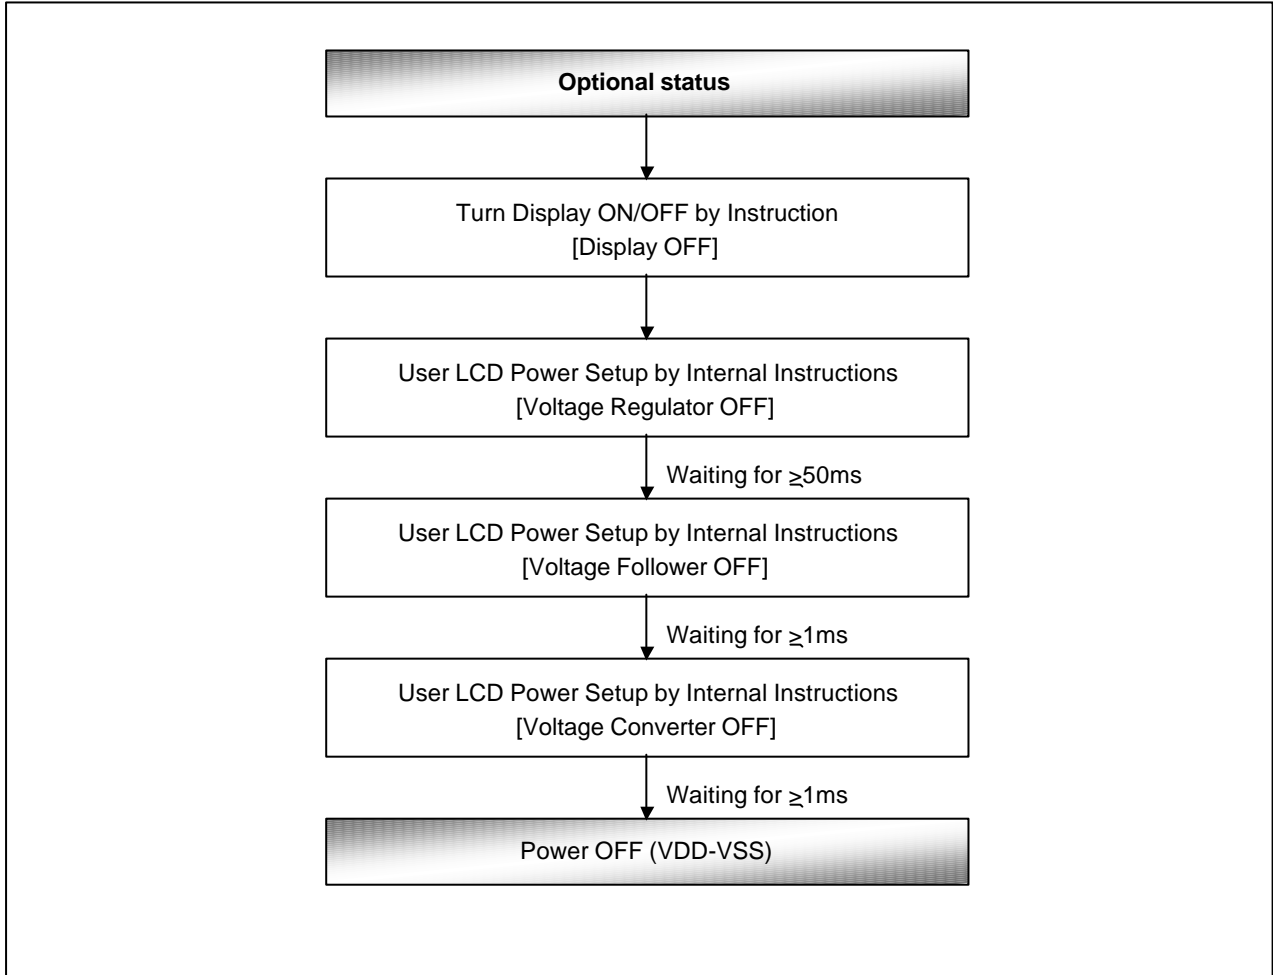 Optional status
Turn Display ON/OFF by Instruction
[Display OFF]
User LCD Power Setup by Internal Instructions
[Voltage Regulator OFF]
Waiting for ≥50ms
User LCD Power Setup by Internal Instructions
[Voltage Follower OFF]
Waiting for ≥1ms
User LCD Power Setup by Internal Instructions
[Voltage Converter OFF]
Waiting for ≥1ms
Power OFF (VDD-VSS)